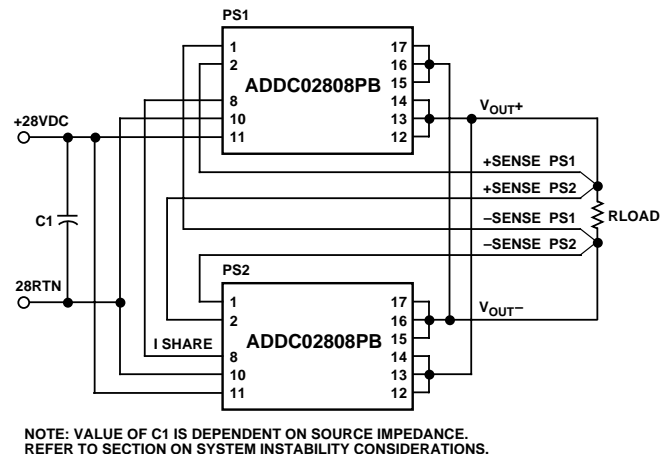 PS1
1
2
8
10
11
ADDC02808PB
17
16
15
14
13
12
+28VDC
C1
28RTN
VOUT+
+SENSE PS1
+SENSE PS2
–SENSE PS1
–SENSE PS2
RLOAD
PS2
1
2
8
10
11
I SHARE
ADDC02808PB
17
16
15
14
13
12
VOUT–
NOTE: VALUE OF C1 IS DEPENDENT ON SOURCE IMPEDANCE.
REFER TO SECTION ON SYSTEM INSTABILITY CONSIDERATIONS.